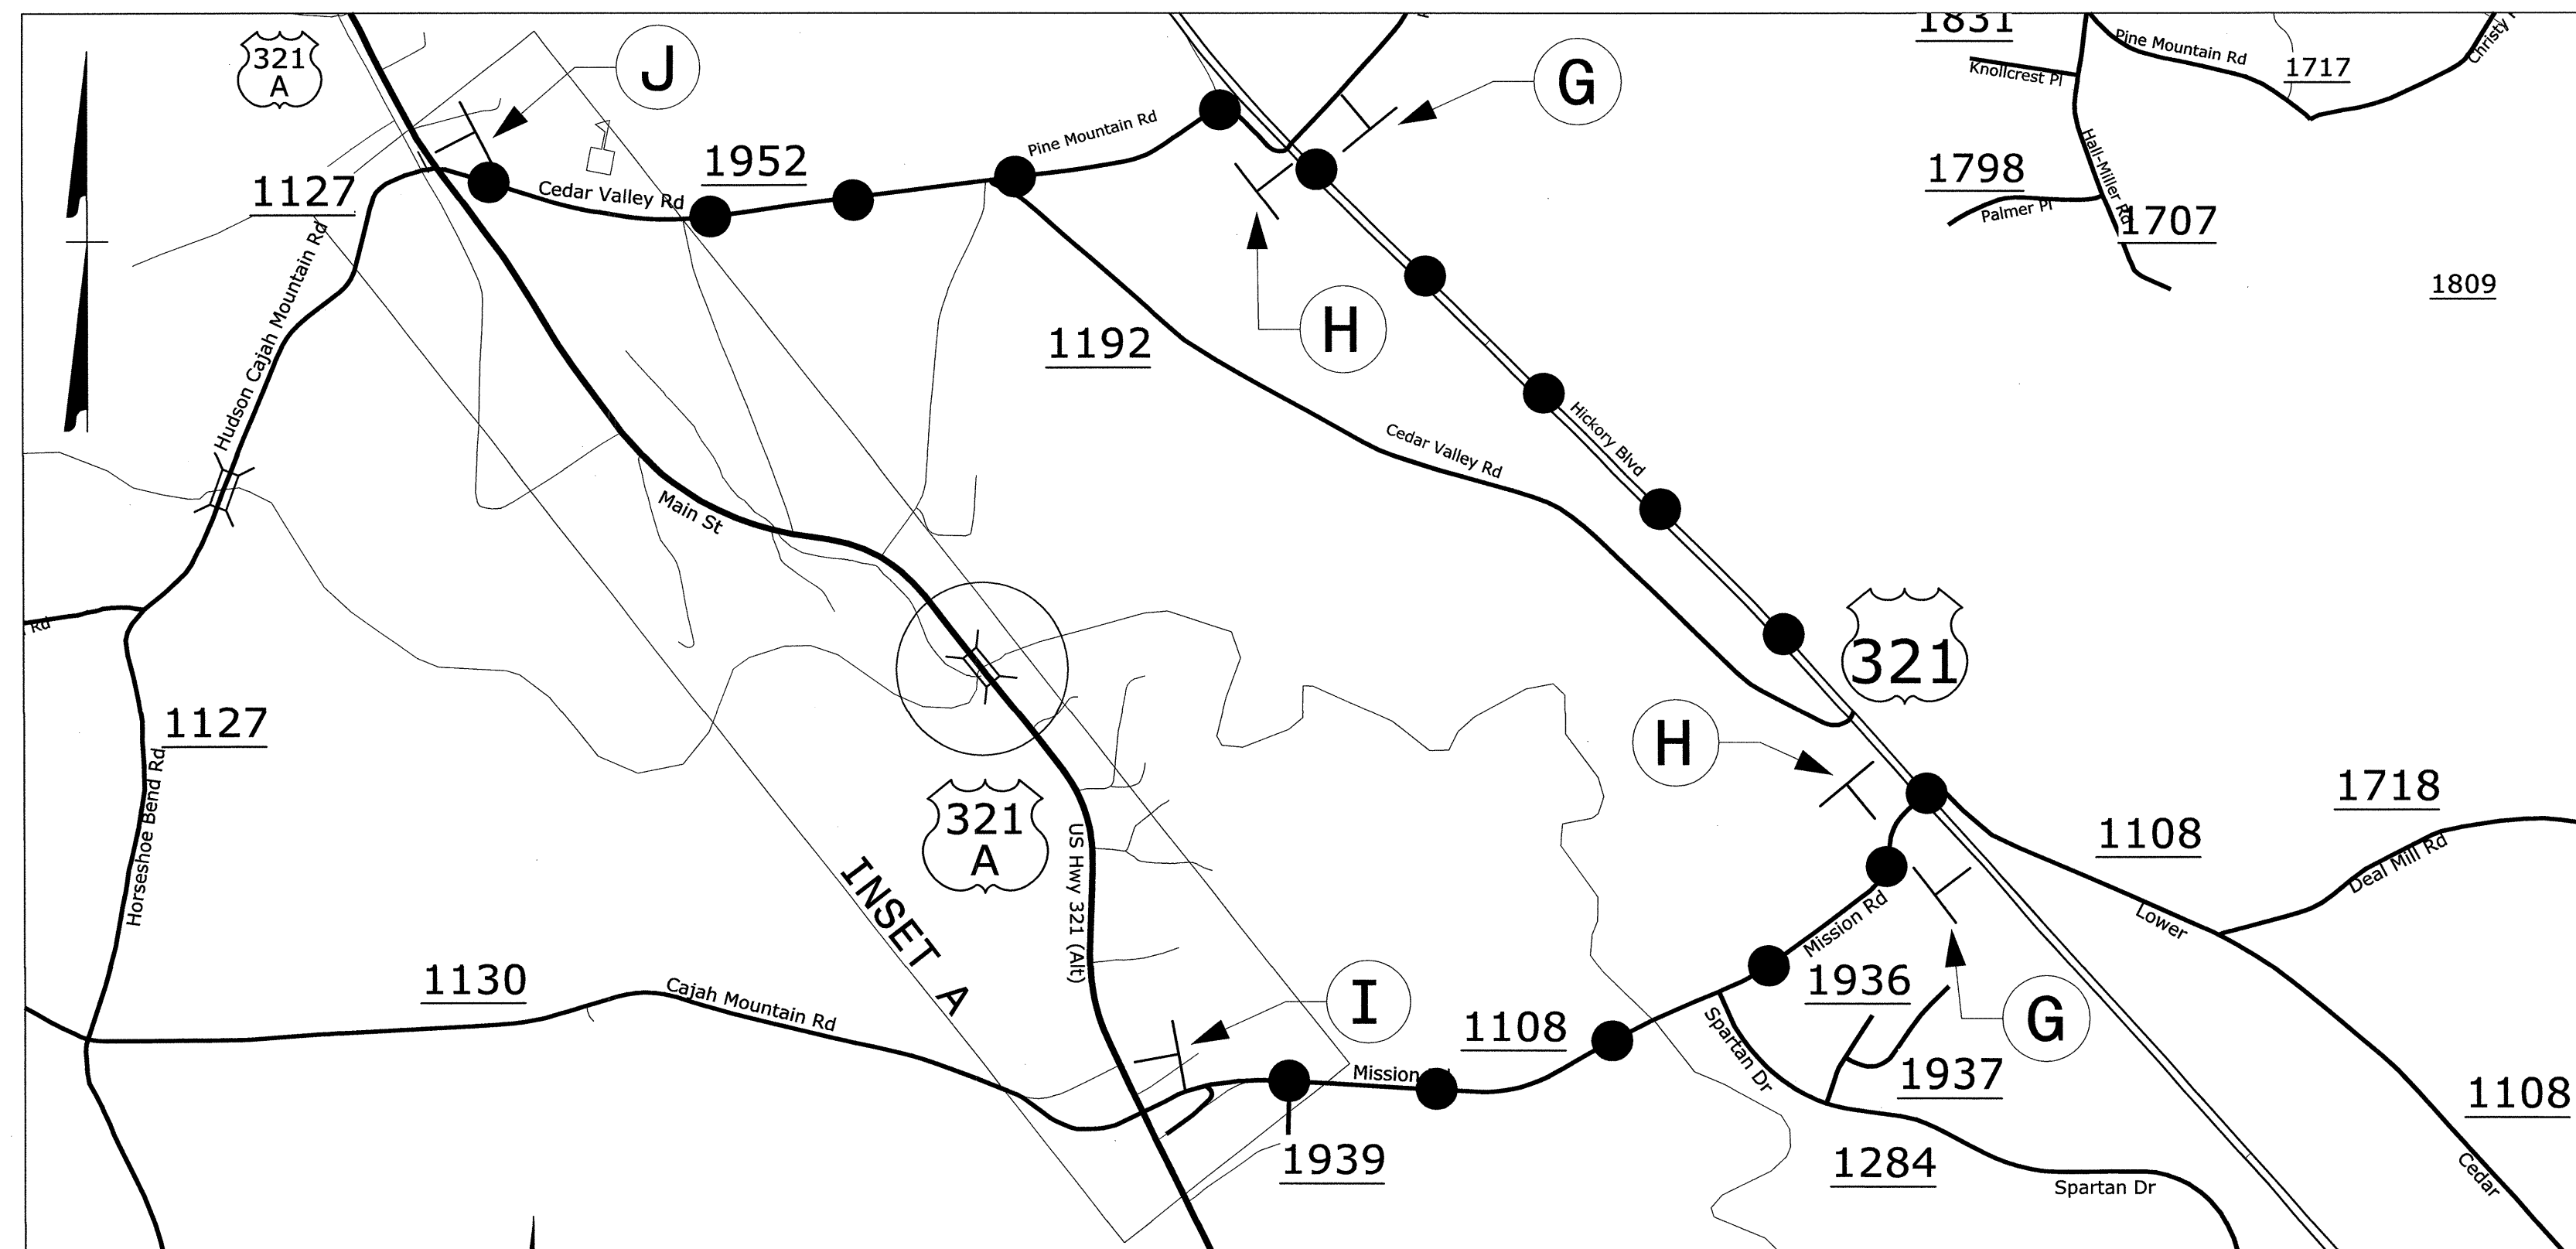 1831
Pine Mountain Rd
1717
Christy
Knollcrest Pl
321
A
J
G
1952
Pine Mountain Rd
1127
Cedar Valley Rd
1798
Palmer Pl
Hall-Miller Rd
1707
1809
Hudson Cajah Mountain Rd
H
1192
Cedar Valley Rd
Hickory Blvd
Main St
Rd
321
1127
H
Horseshoe Bend Rd
321
A
US Hwy 321 (Alt)
1718
1108
Deal Mill Rd
Lower
INSET A
Mission Rd
1130
Cajah Mountain Rd
I
1936
G
1108
Spartan Dr
Mission
1937
1108
1939
1284
Spartan Dr
Cedar